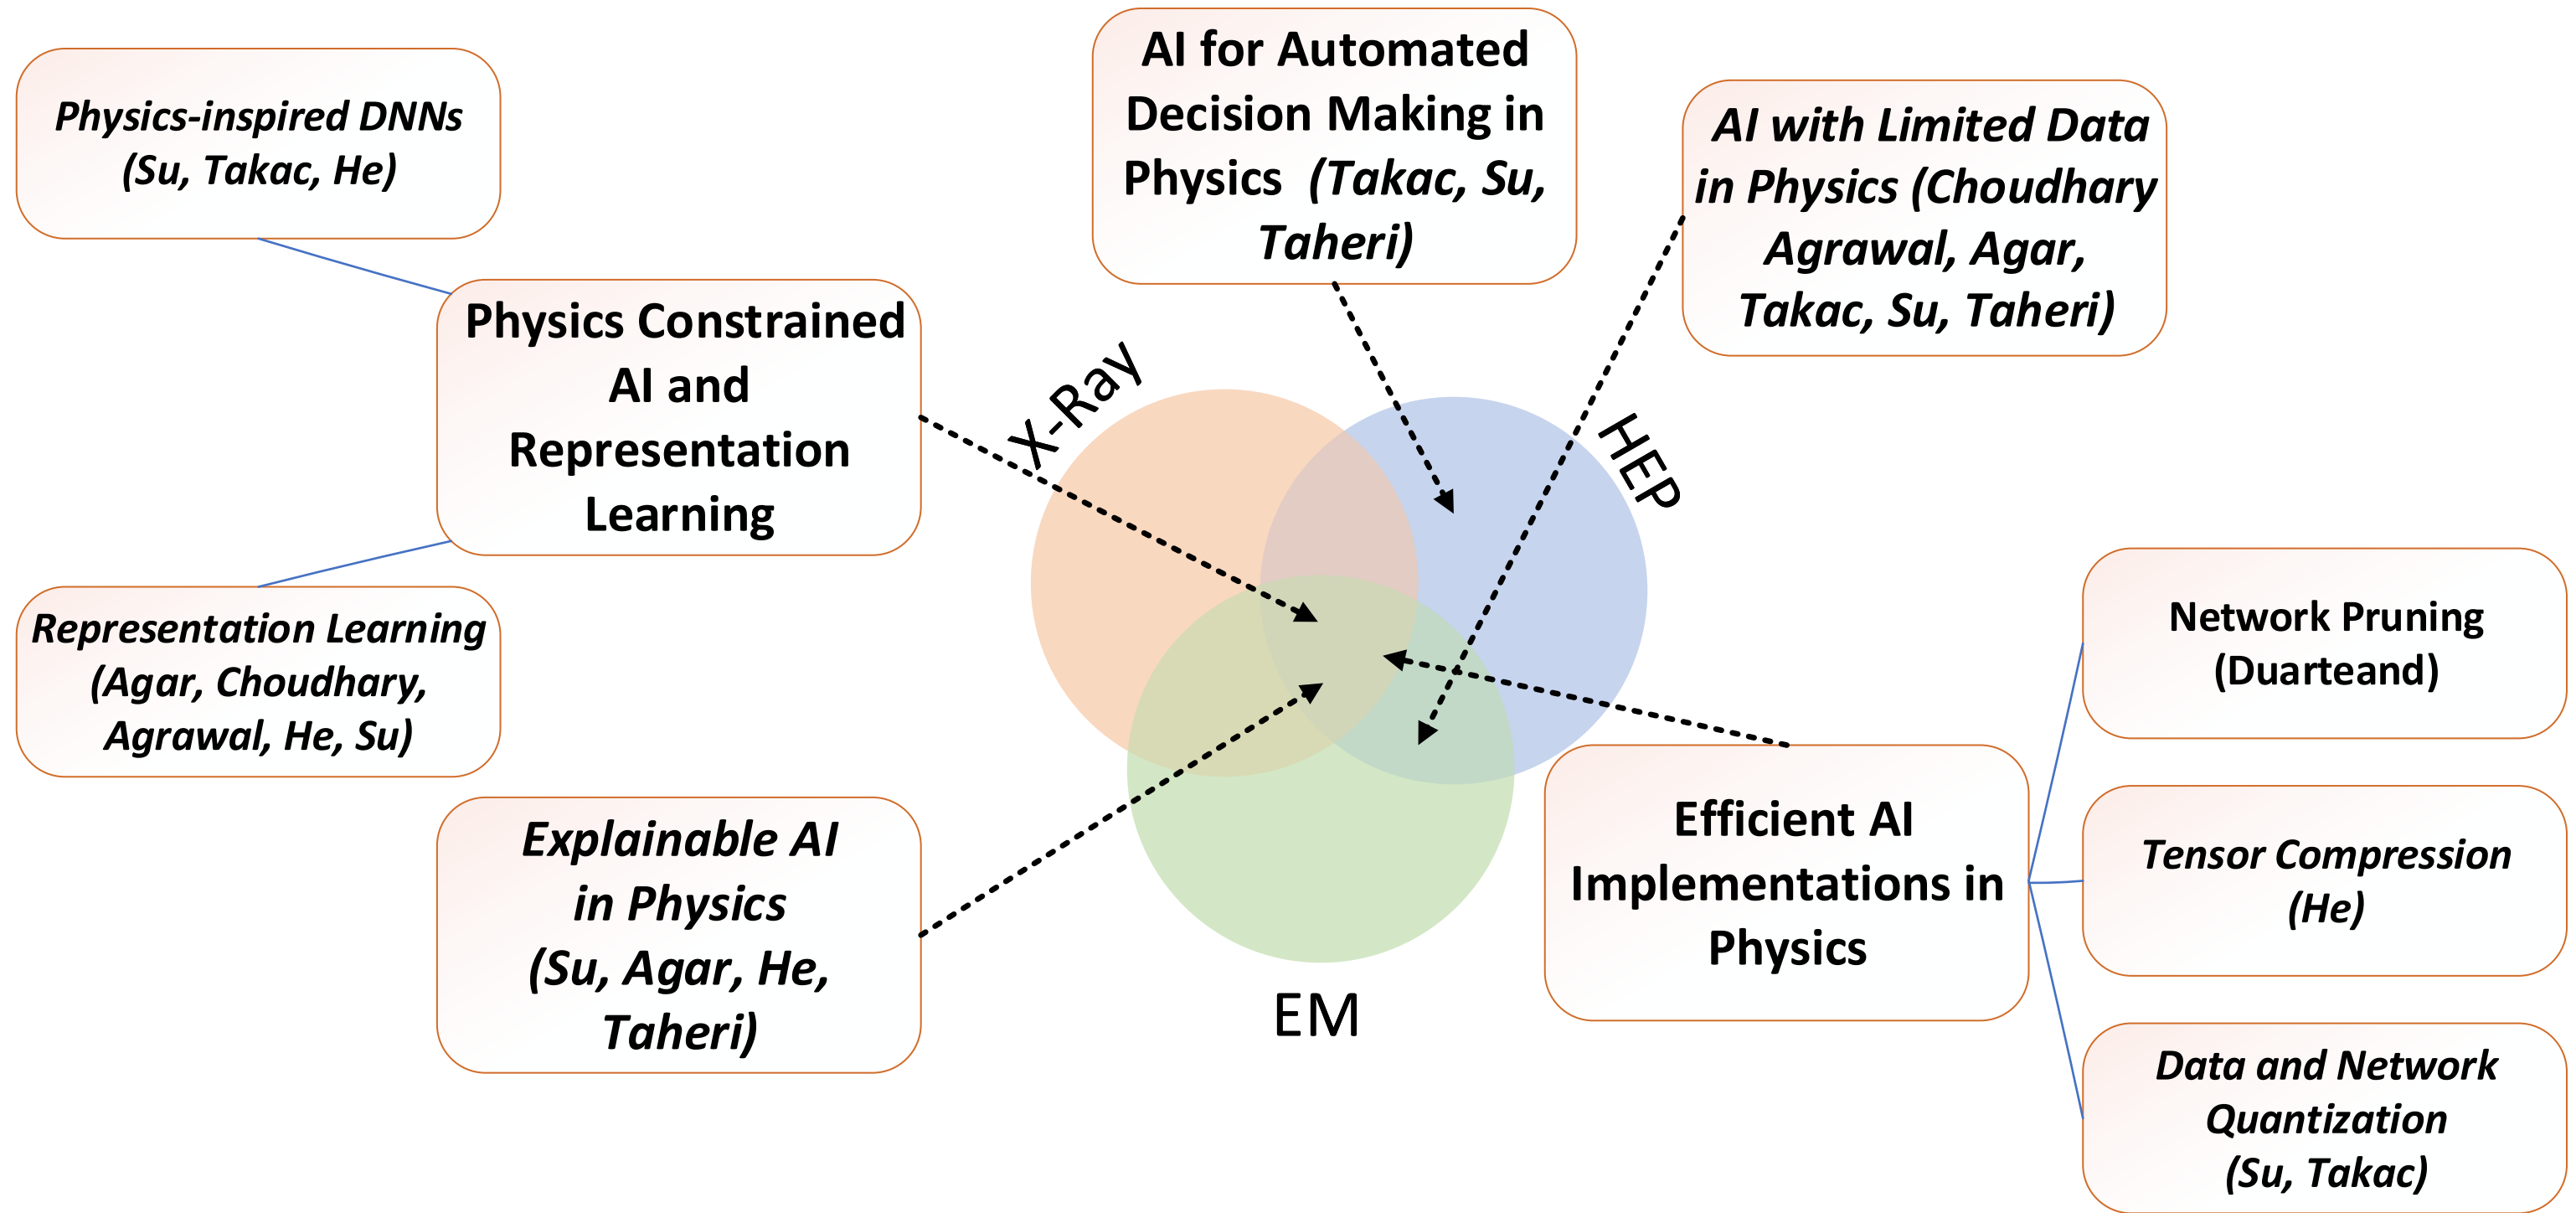 Physics-inspired DNNs
(Su, Takac, He)
Physics Constrained
AI and
Representation
Learning
Representation Learning
(Agar, Choudhary,
Agrawal, He, Su)
Explainable AI
in Physics
(Su, Agar, He,
Taheri)
AI for Automated
Decision Making in
Physics (Takac, Su,
Taheri)
AI with Limited Data
in Physics (Choudhary
Agrawal, Agar,
Takac, Su, Taheri)
X-Ray
HEP
EM
Efficient AI
Implementations in
Physics
Network Pruning
(Duarteand)
Tensor Compression
(He)
Data and Network
Quantization
(Su, Takac)